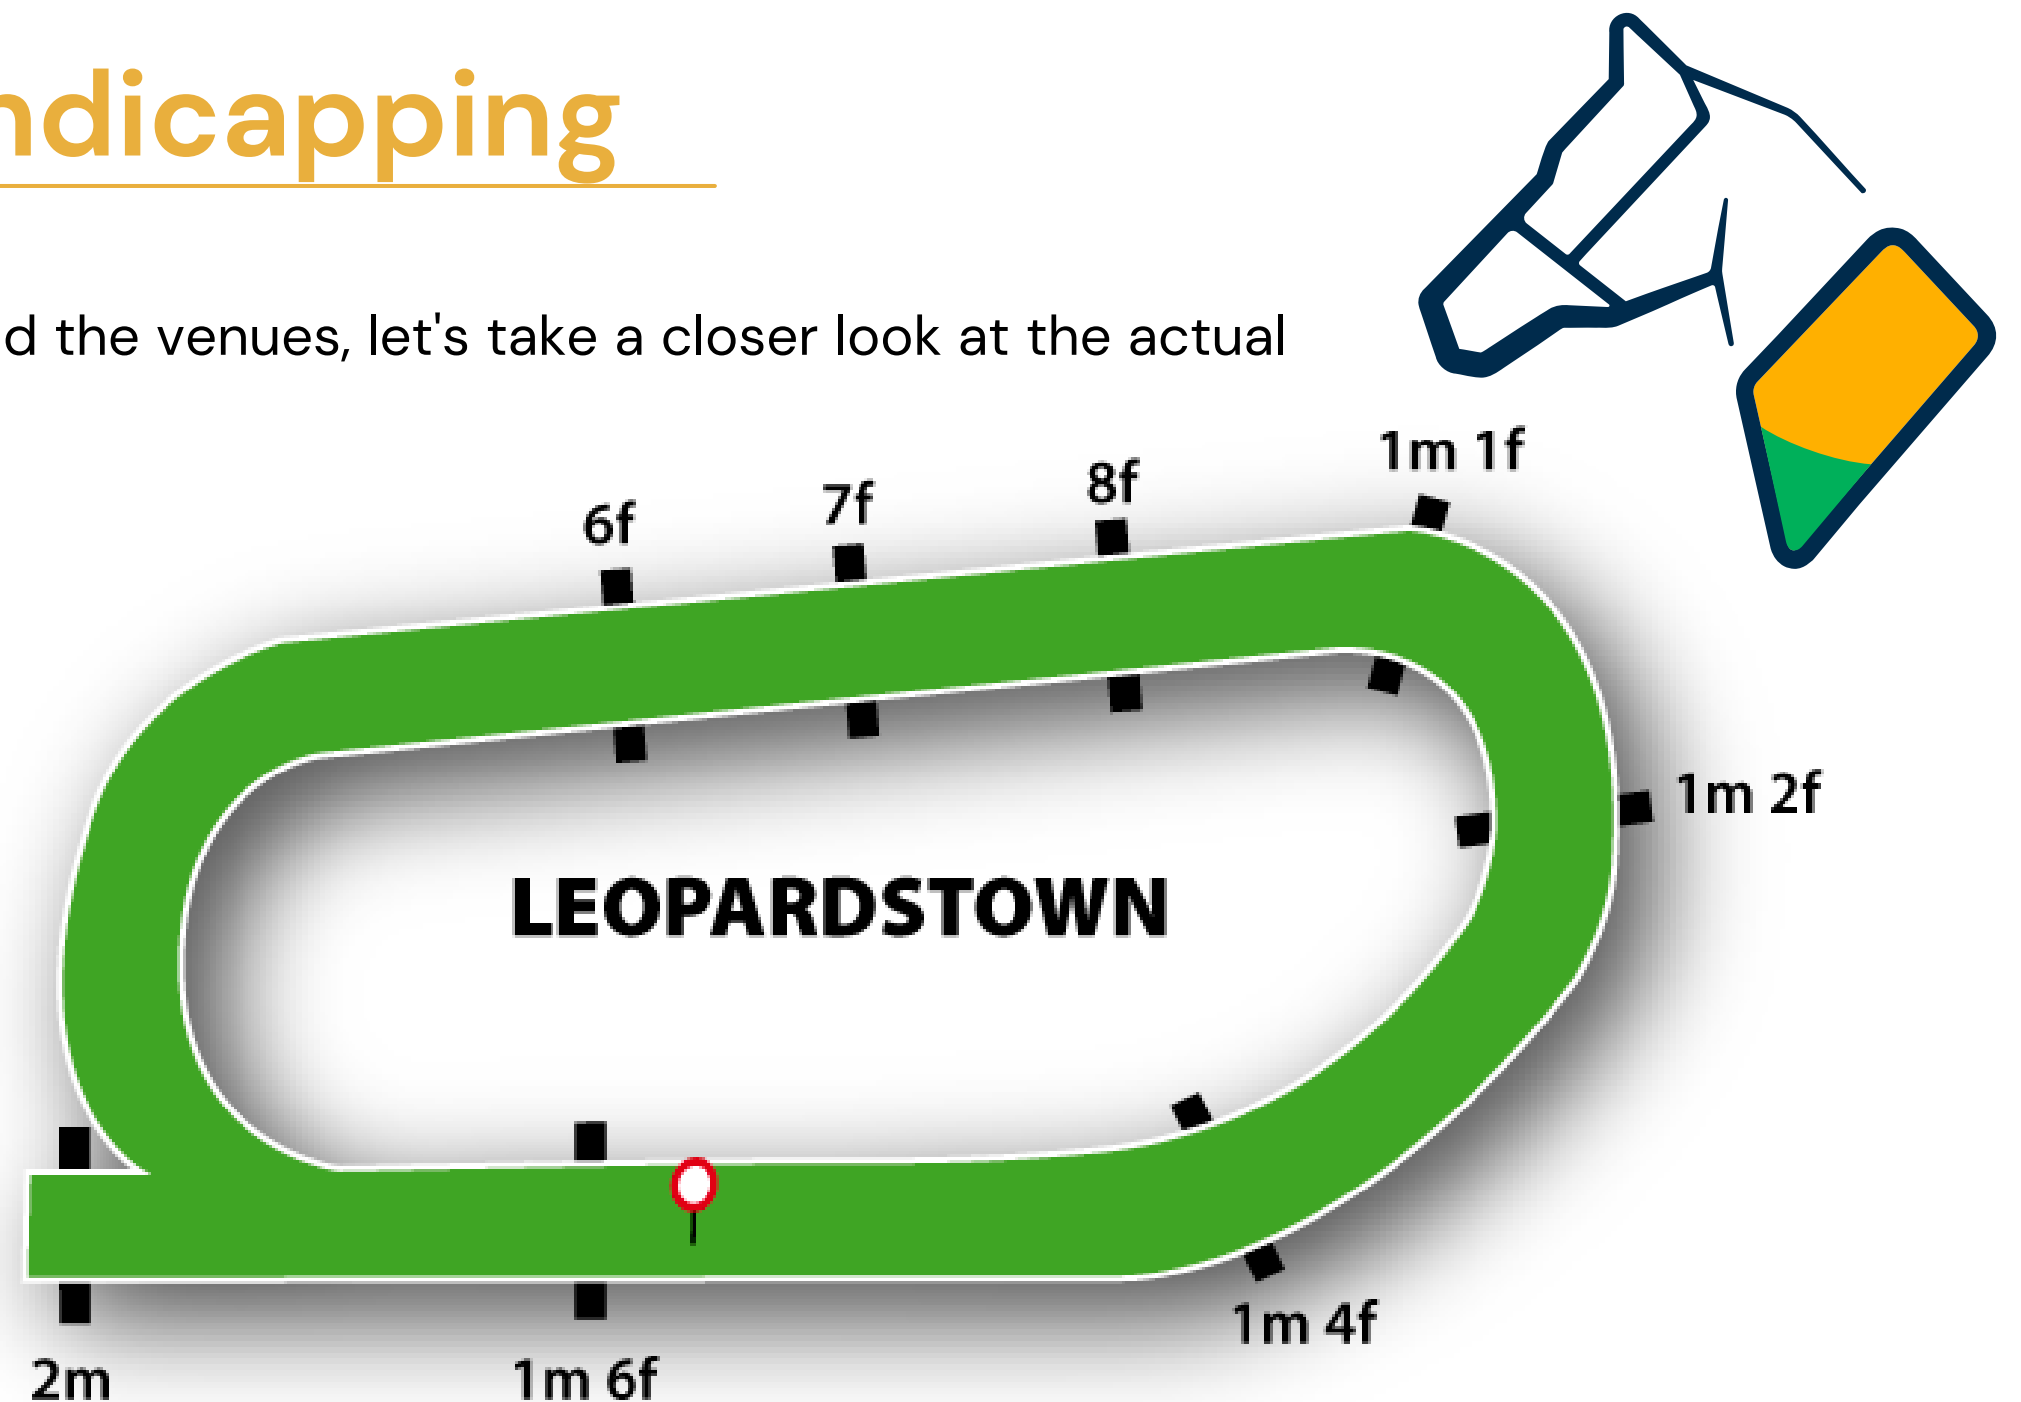 ndicapping
d the venues, let's take a closer look at the actual
1m 1f
8f
7f
6f
1m 2f
LEOPARDSTOWN
1m 4f
2m
1m 6f